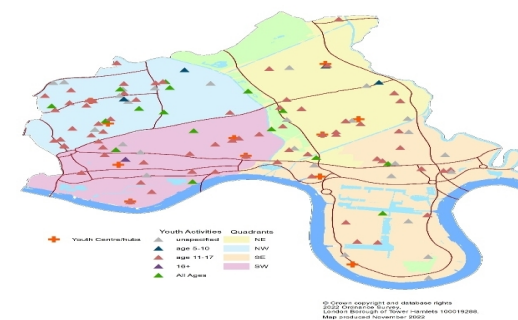 Youth Activities Quadrants
Youth Centre/hubs unspecified NE
age 5-10 NW
age 11-17 SE
16+ SW
All Ages
© Crown copyright and database rights
2022 Ordnance Survey,
London Borough of Tower Hamlets 100019288.
Map produced November 2022